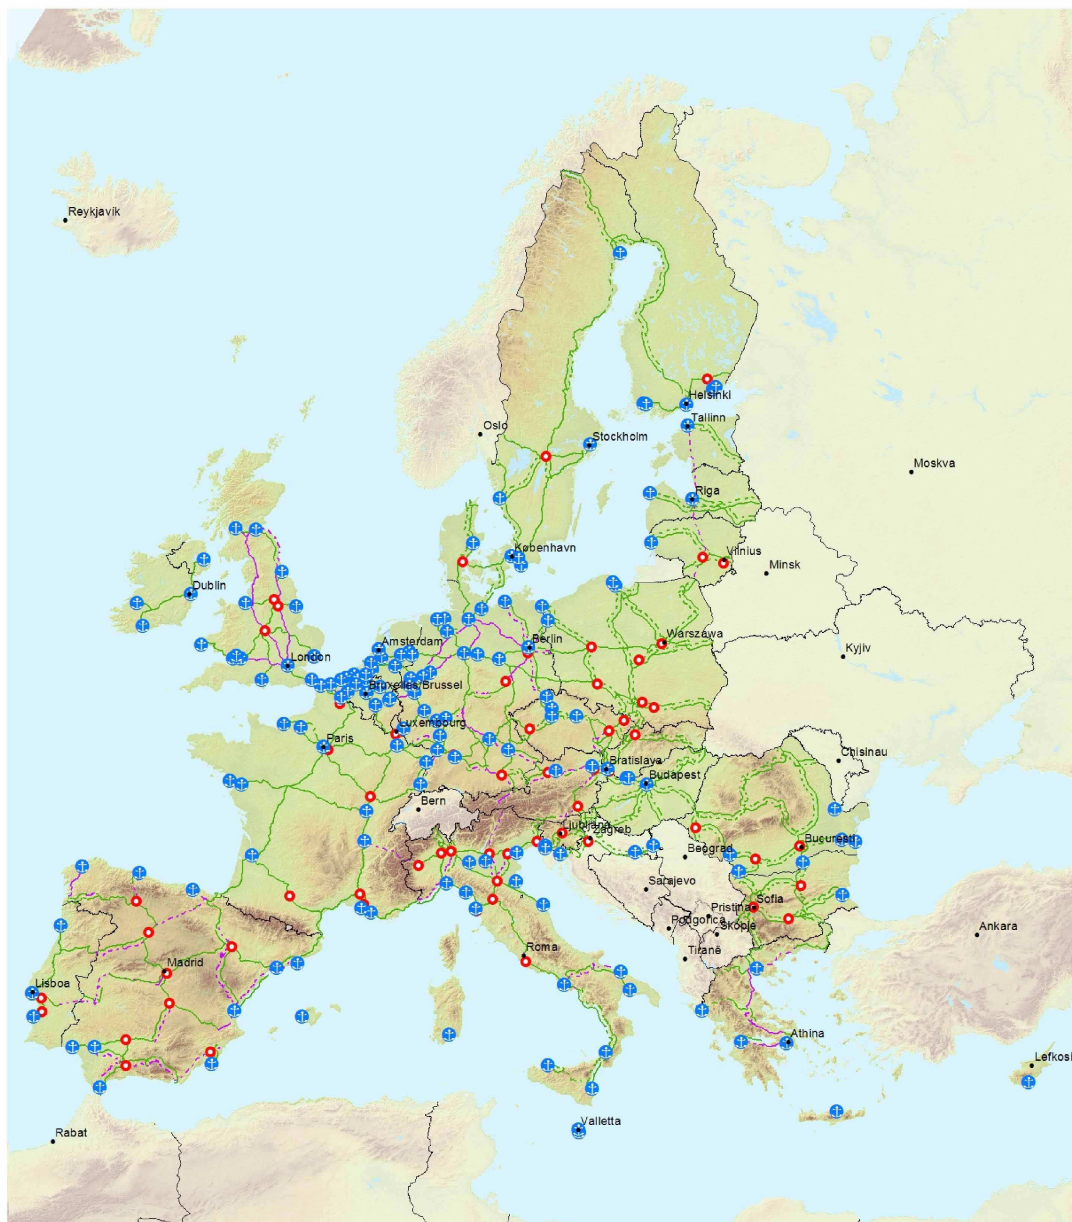 Reykjavik
Helsinki
Tallinn
Oslo
Stockholm
Moskva
Riga
København
Vilnius
Minsk
Dublin
Amsterdam
Berlin
Warszawa
London
Kyjiv
Bruxelles/Brussel
Luxembourg
Paris
Bratislava
Chisinau
Budapest
Bern
Ljubljana
Zagreb
Bucuresti
Beograd
Sarajevo
Sofia
Pristina
Podgorica
Skopje
Ankara
Roma
Tiranë
Madrid
Lisboa
Athina
Lefkosi
Valletta
Rabat